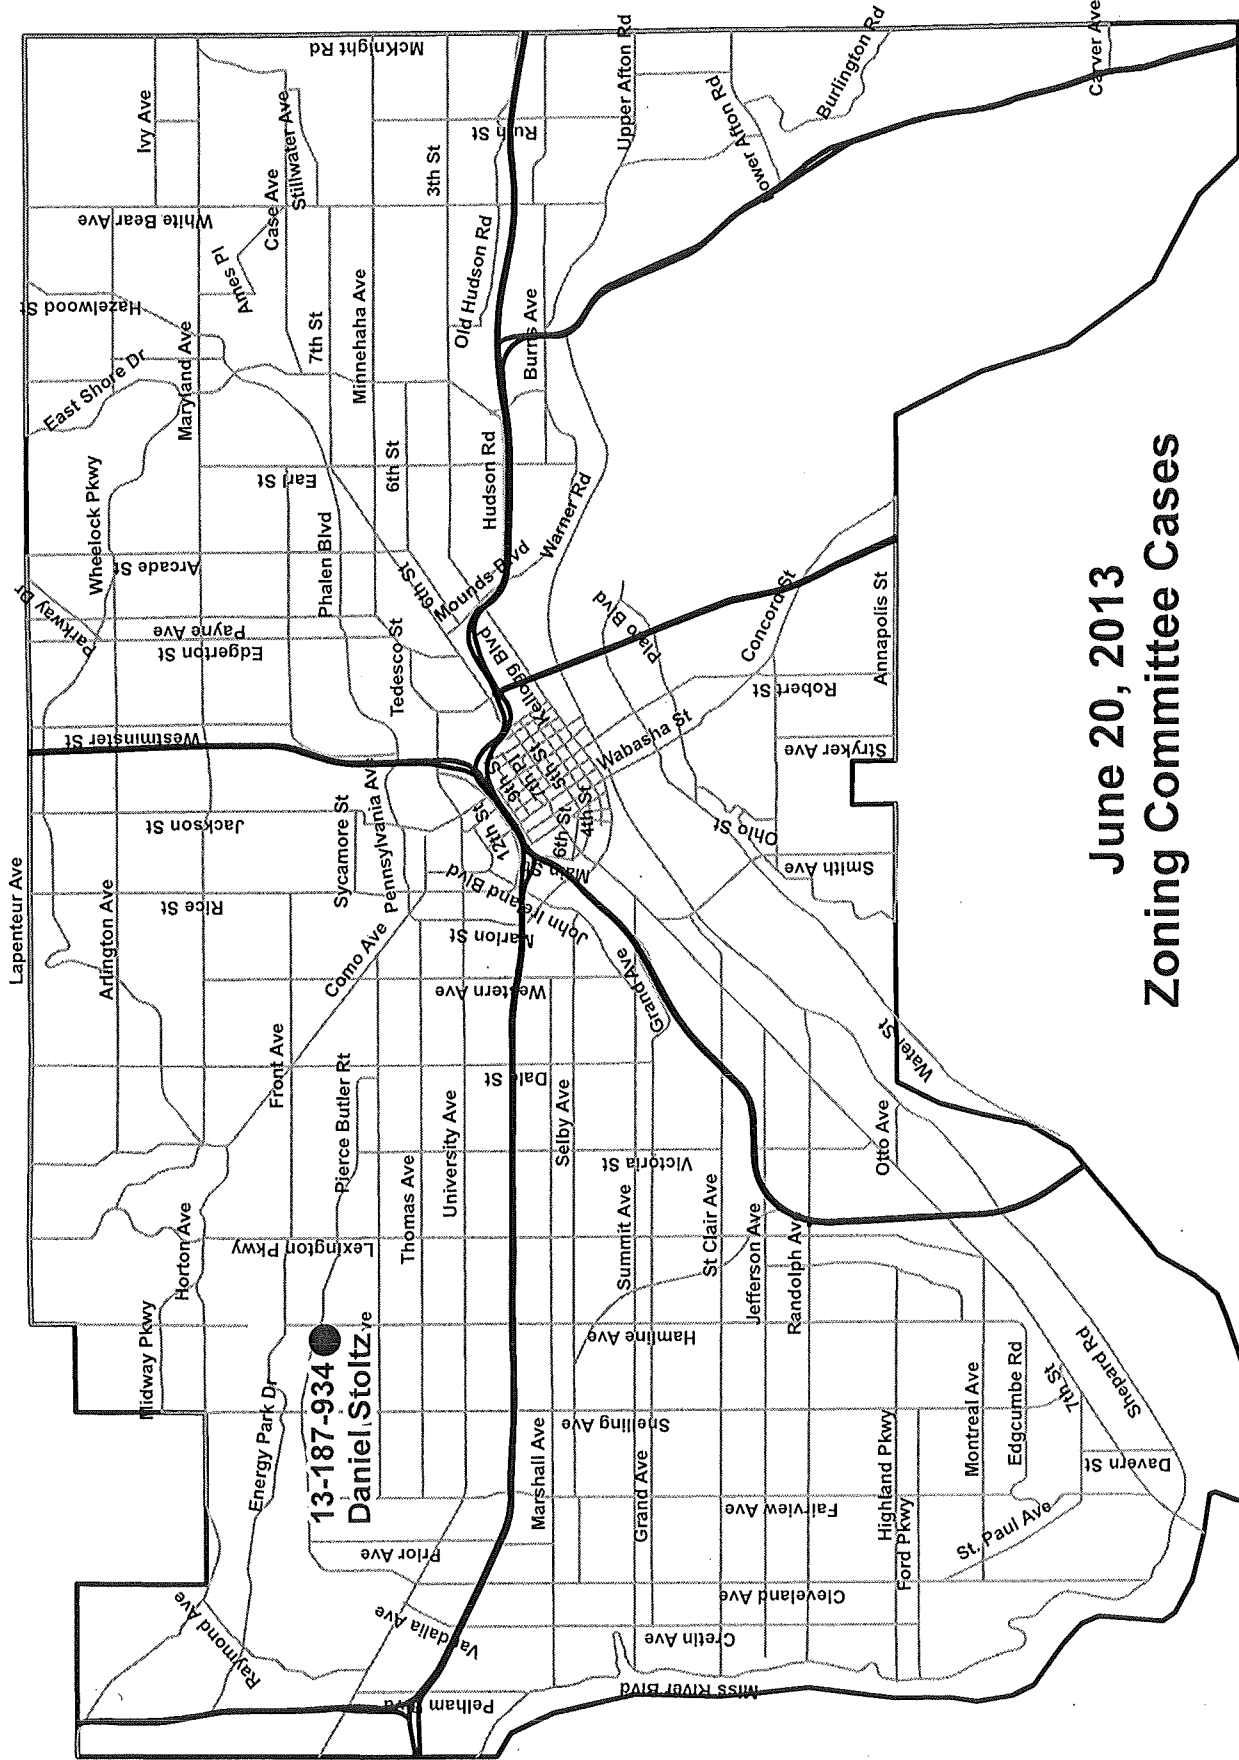 June 20, 2013
Zoning Committee Cases
13-187-934
Daniel Stoltz
Larpenteur Ave
Ivy Ave
McKnight Rd
Case Ave
Stillwater Ave
White Bear Ave
Ames Pl
Hazelwood St
East Shore Dr
Maryland Ave
7th St
Minnehaha Ave
3th St
Old Hudson Rd
Ruth St
Upper Afton Rd
Lower Afton Rd
Burlington Rd
Carver Ave
Burns Ave
Wheelock Pkwy
Earl St
6th St
Hudson Rd
Warner Rd
Arcade St
Phalen Blvd
Parkway Dr
Payne Ave
Edgerton St
6th St
Mounds Blvd
Tedesco St
Kellogg Blvd
Plato Blvd
Concord St
Annapolis St
Robert St
Westminster St
Wabasha St
Stryker Ave
9th S
7th Pl
5th St
Jackson St
Sycamore St
Pennsylvania Ave
12th St
6th St
4th St
Ohio St
Smith Ave
Main St
Rice St
John Ireland Blvd
Marion St
Arlington Ave
Como Ave
Western Ave
Grand Ave
Water St
Front Ave
Pierce Butler Rt
Dale St
University Ave
Selby Ave
Victoria St
Otto Ave
Horton Ave
Lexington Pkwy
Thomas Ave
Summit Ave
St Clair Ave
Jefferson Ave
Randolph Av
Midway Pkwy
Hamline Ave
Shepard Rd
Energy Park Dr
ve
Snelling Ave
Montreal Ave
Edgcumbe Rd
7th St
Marshall Ave
Grand Ave
Highland Pkwy
Davern St
Fairview Ave
Ford Pkwy
St. Paul Ave
Prior Ave
Cleveland Ave
Raymond Ave
Vandalia Ave
Cretin Ave
Pelham Blvd
Miss River Blvd